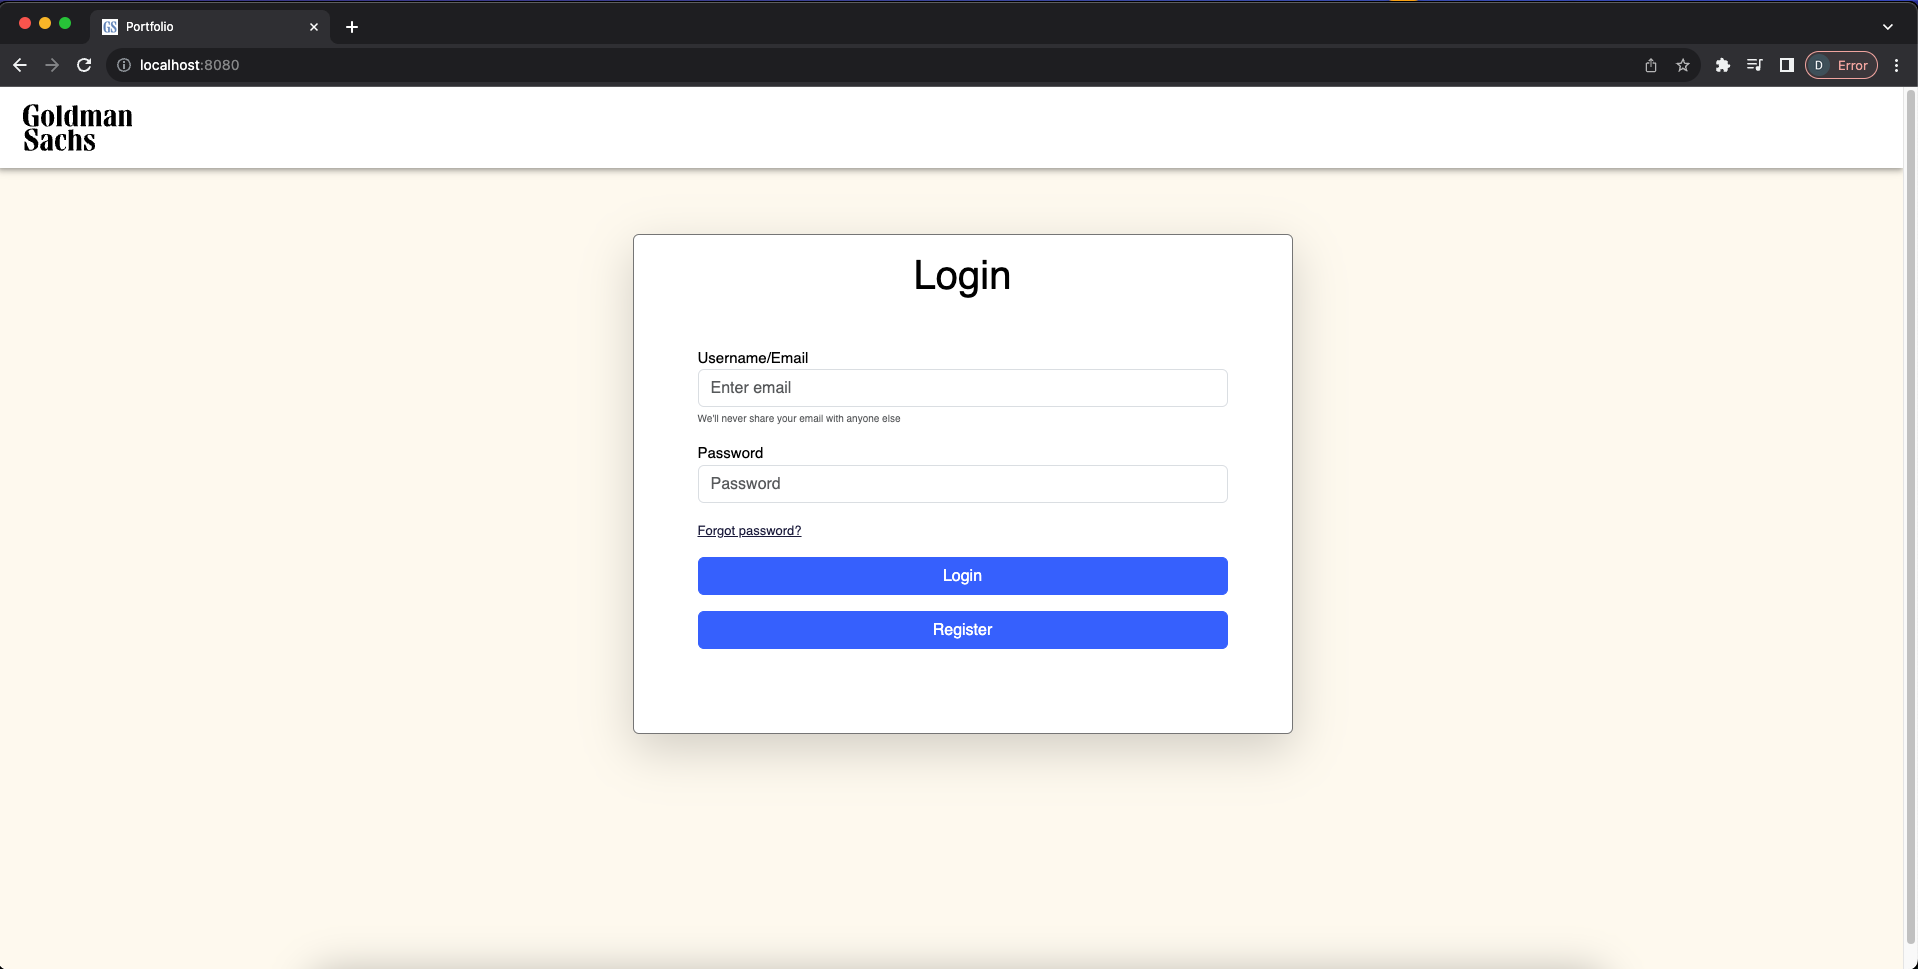 GS Portfolio
localhost:8080
D Error
Goldman
Sachs
Login
Username/Email
Enter email
We'll never share your email with anyone else
Password
Password
Forgot password?
Login
Register